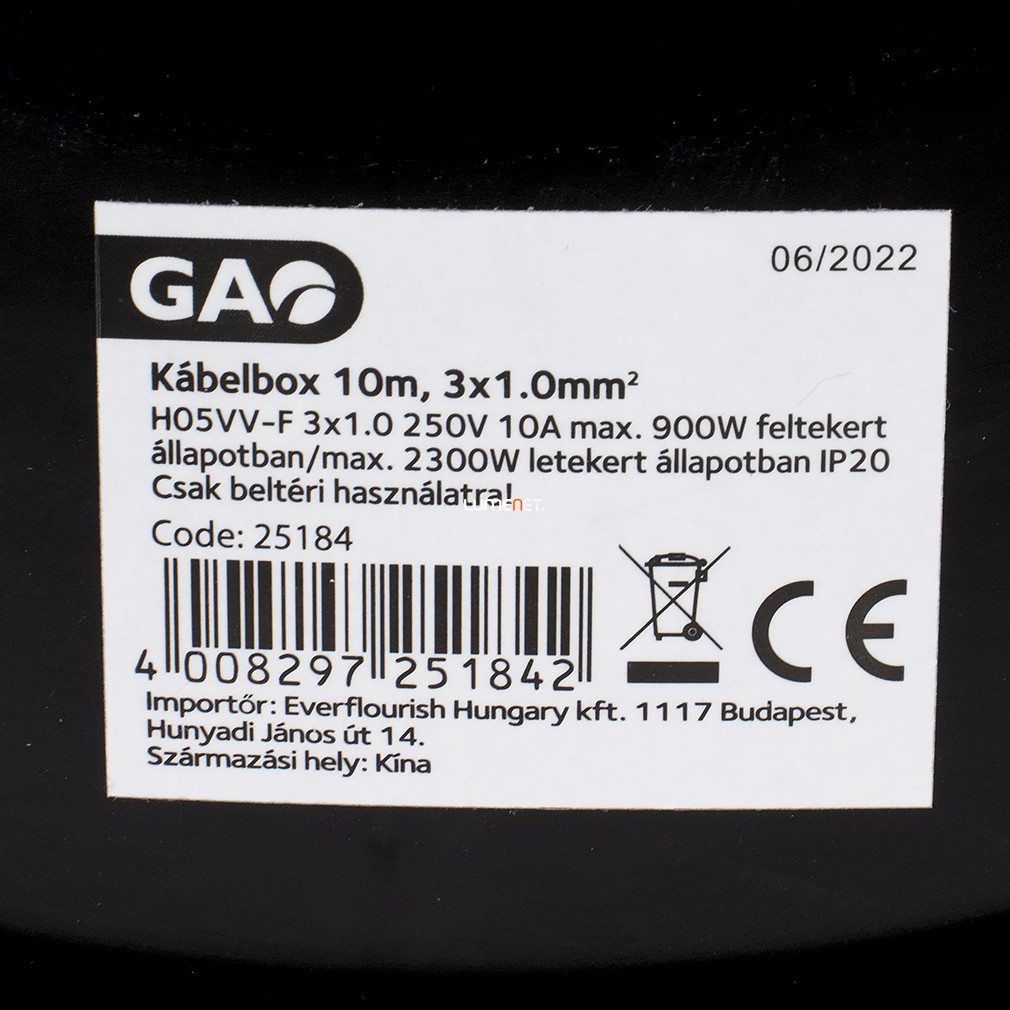 GAO
06/2022
Kábelbox 10m, 3x1.0mm²
H05VV-F 3x1.0 250V 10A max. 900W feltekert
állapotban/max. 2300W letekert állapotban IP20
Csak beltéri használatra!
LUMENET.
Code: 25184
4 008297 251842
CE
Importőr: Everflourish Hungary kft. 1117 Budapest,
Hunyadi János út 14.
Származási hely: Kína